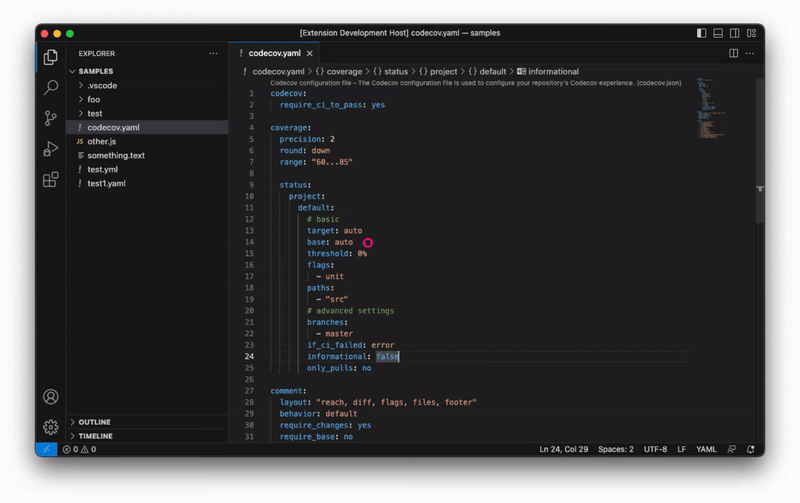 [Extension Development Host] codecov.yaml — samples
EXPLORER
codecov.yaml
SAMPLES
.vscode
foo
test
codecov.yaml
other.js
something.text
test.yml
test1.yaml
OUTLINE
TIMELINE
codecov.yaml > {} coverage > {} status > {} project > {} default > informational
Codecov configuration file - The Codecov configuration file is used to configure your repository's Codecov experience. (codecov.json)
1 codecov:
2 require_ci_to_pass: yes
3
4 coverage:
5 precision: 2
6 round: down
7 range: "60...85"
8
9 status:
10 project:
11 default:
12 # basic
13 target: auto
14 base: auto
15 threshold: 0%
16 flags:
17 - unit
18 paths:
19 - "src"
20 # advanced settings
21 branches:
22 - master
23 if_ci_failed: error
24 informational: false
25 only_pulls: no
26
27 comment:
28 layout: "reach, diff, flags, files, footer"
29 behavior: default
30 require_changes: yes
31 require_base: no
0 0
Ln 24, Col 29 Spaces: 2 UTF-8 LF YAML